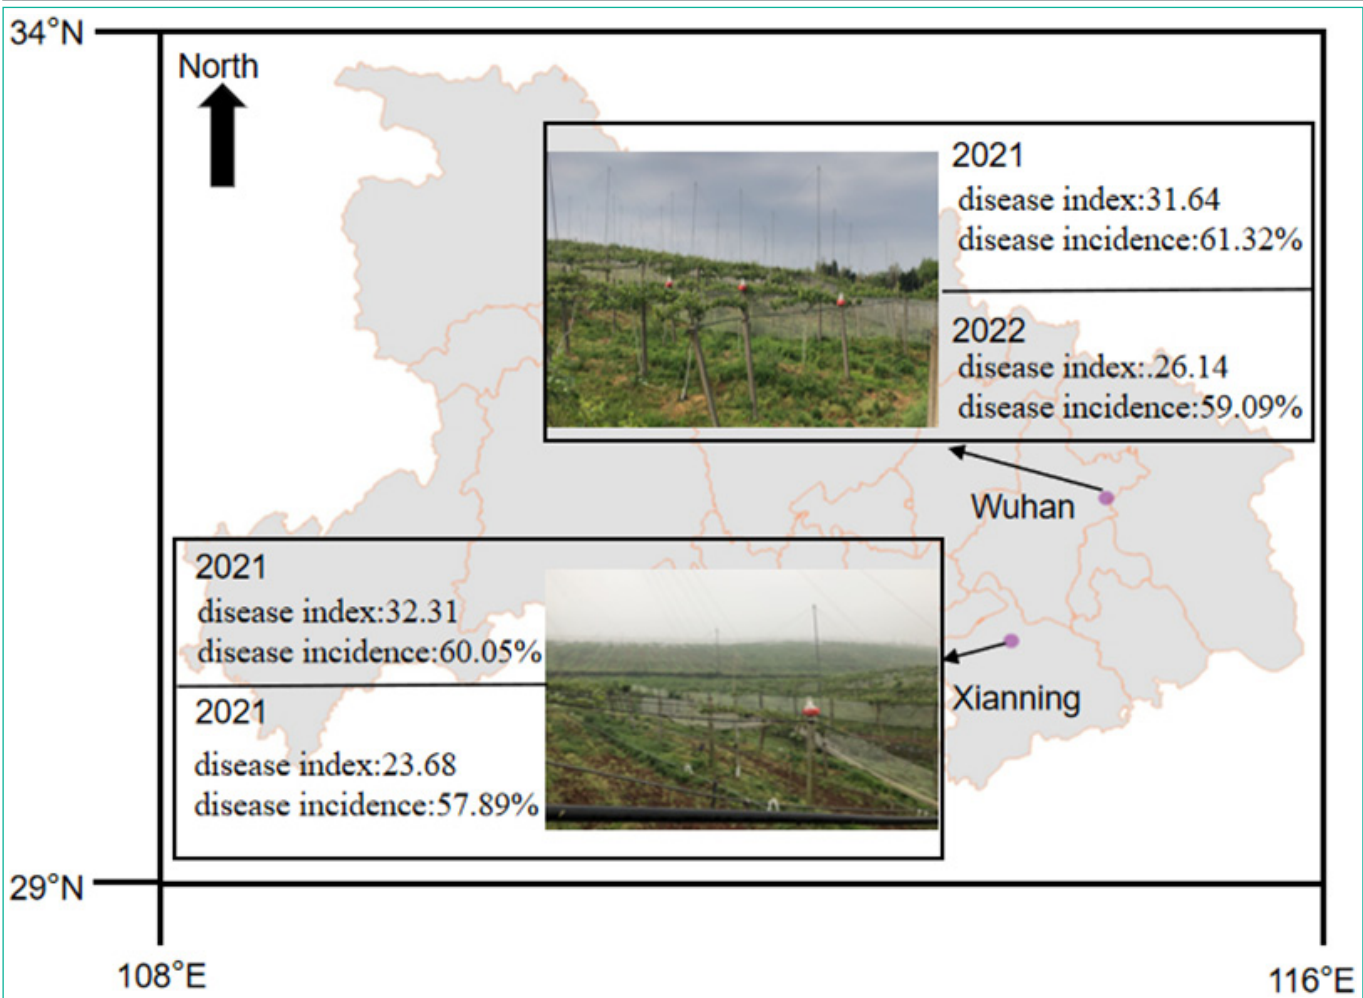 34°N
North
2021
disease index:31.64
disease incidence:61.32%
2022
disease index:.26.14
disease incidence:59.09%
Wuhan
2021
disease index:32.31
disease incidence:60.05%
2021
disease index:23.68
disease incidence:57.89%
Xianning
29°N
108°E
116°E